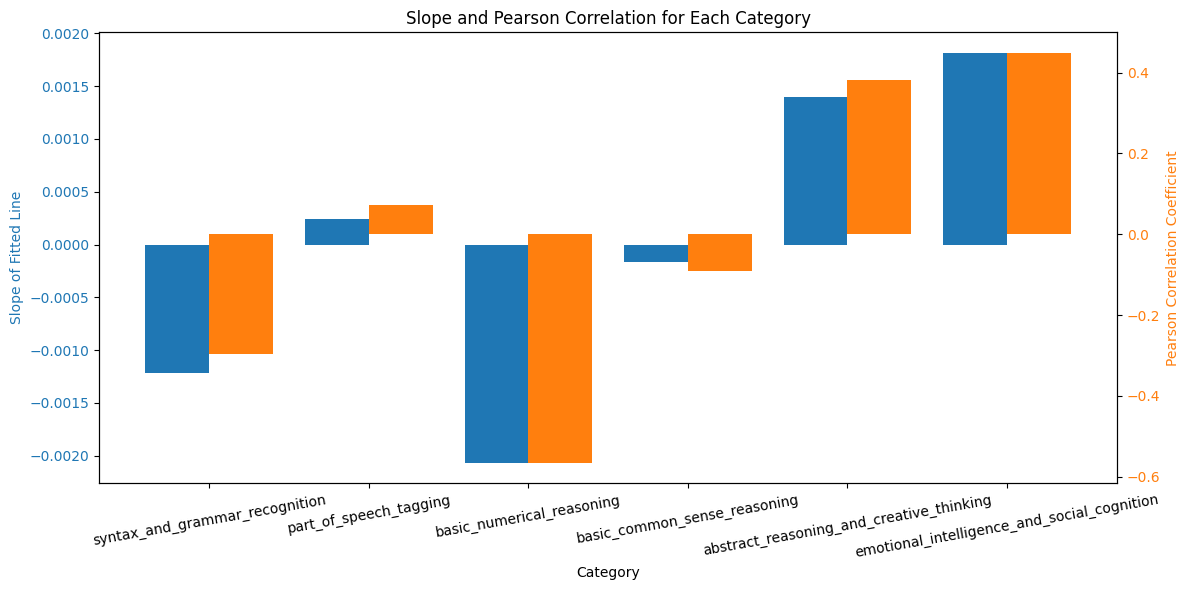 Slope and Pearson Correlation for Each Category
0.0020
0.0015
0.0010
0.0005
0.0000
−0.0005
−0.0010
−0.0015
−0.0020
Slope of Fitted Line
0.4
0.2
0.0
−0.2
−0.4
−0.6
Pearson Correlation Coefficient
syntax_and_grammar_recognition
part_of_speech_tagging
basic_numerical_reasoning
basic_common_sense_reasoning
abstract_reasoning_and_creative_thinking
emotional_intelligence_and_social_cognition
Category